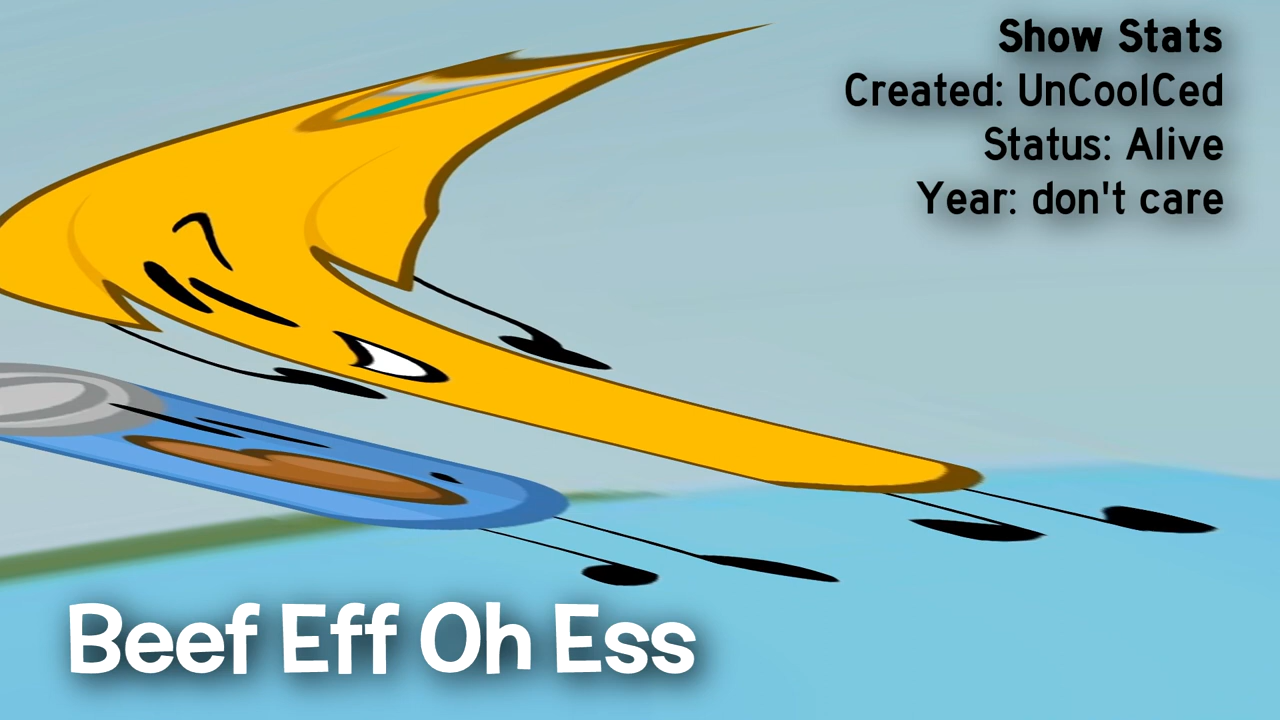 Show Stats
Created: UnCoolCed
Status: Alive
Year: don't care
Beef Eff Oh Ess